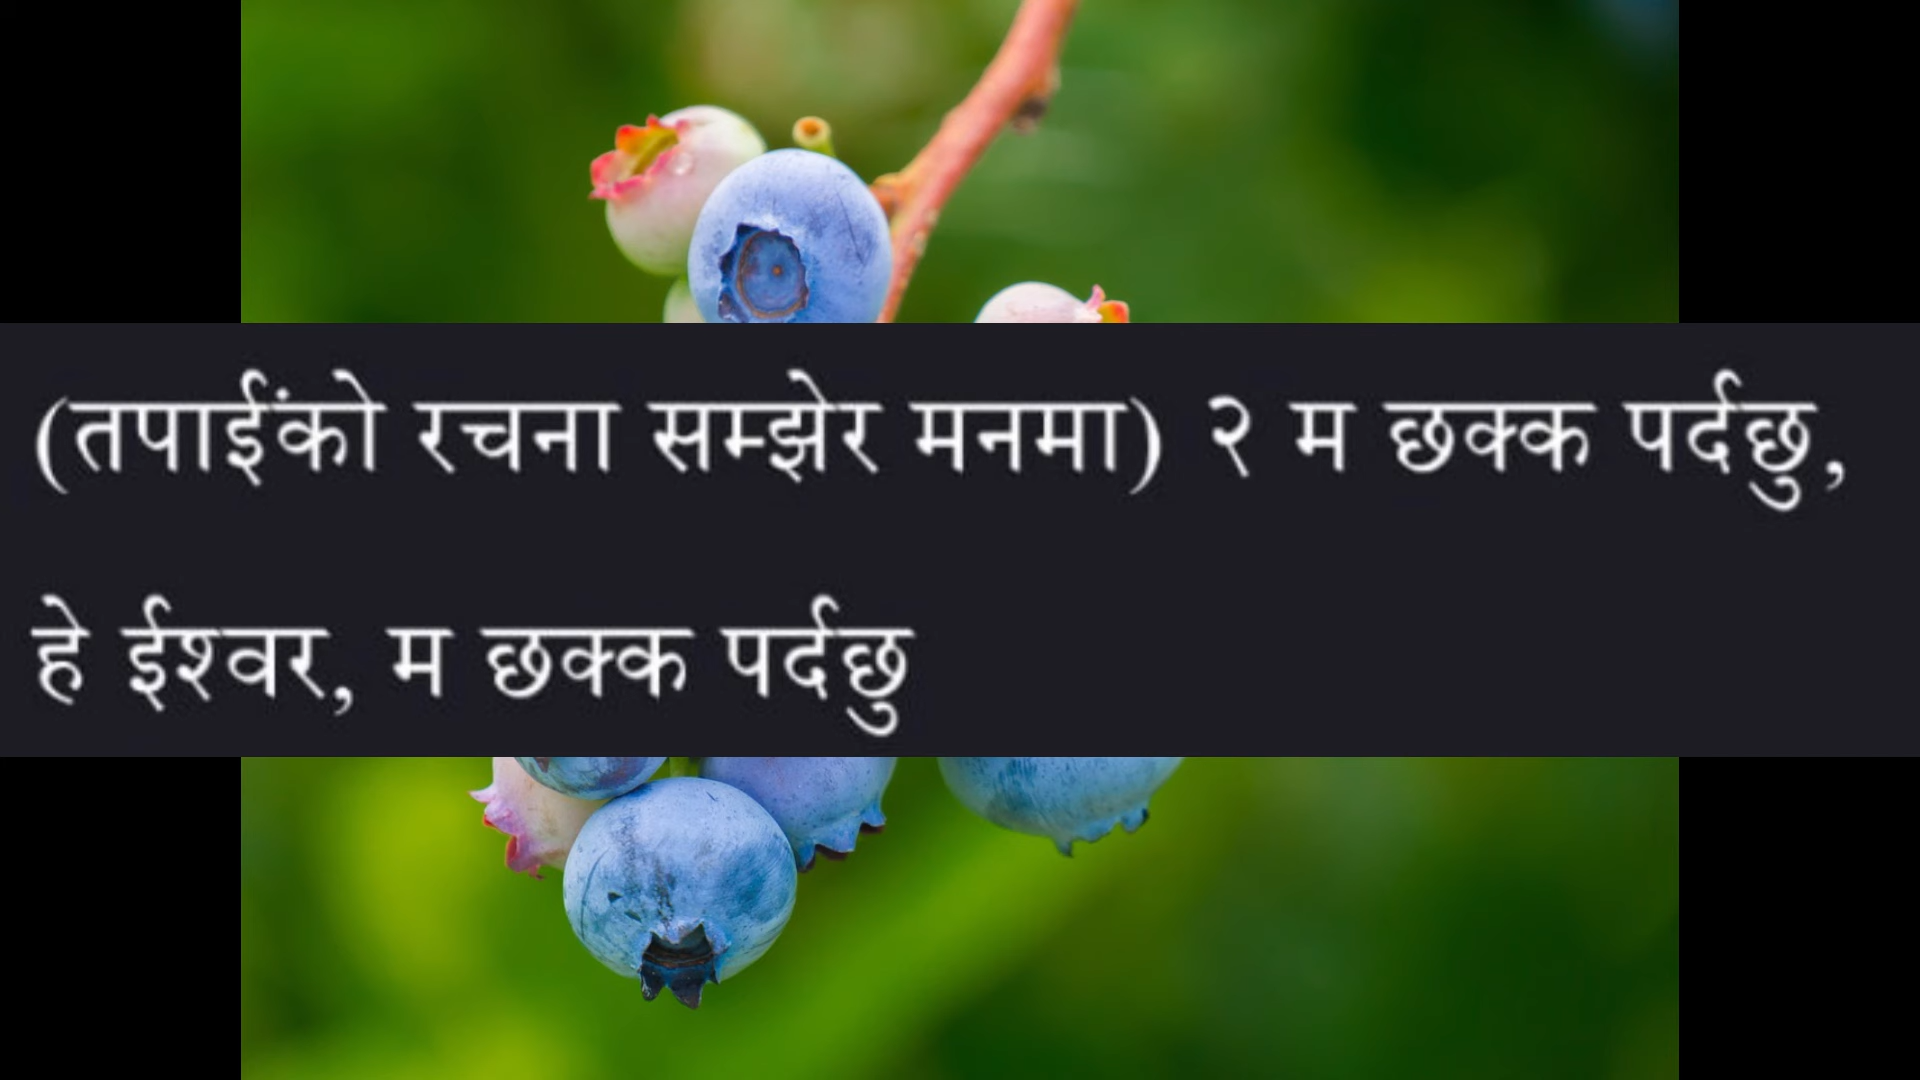 (तपाईंको रचना सम्झेर मनमा) २ म छक्क पर्दछु,
हे ईश्वर, म छक्क पर्दछु